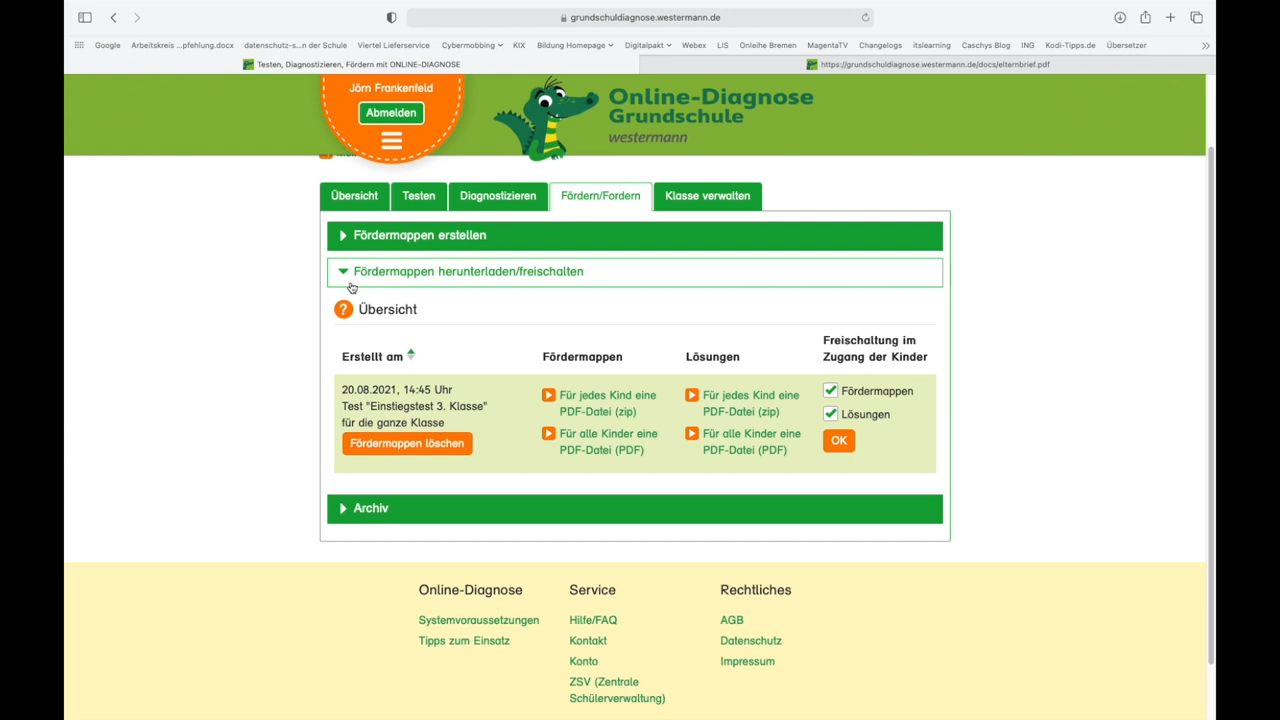 grundschuldiagnose.westermann.de
Google Arbeitskreis ...pfehlung.docx datenschutz-s...n der Schule Viertel Lieferservice Cybermobbing KIX Bildung Homepage Digitalpakt Webex LIS Onleihe Bremen MagentaTV Changelogs itslearning Caschys Blog ING Kodi-Tipps.de Übersetzer
Testen, Diagnostizieren, Fördern mit ONLINE-DIAGNOSE
https://grundschuldiagnose.westermann.de/docs/elternbrief.pdf
Jörn Frankenfeld
Abmelden
Online-Diagnose
Grundschule
westermann
Übersicht Testen Diagnostizieren Fördern/Fordern Klasse verwalten
Fördermappen erstellen
Fördermappen herunterladen/freischalten
? Übersicht
Erstellt am
Fördermappen
Lösungen
Freischaltung im
Zugang der Kinder
20.08.2021, 14:45 Uhr
Test "Einstiegstest 3. Klasse"
für die ganze Klasse
Fördermappen löschen
Für jedes Kind eine
PDF-Datei (zip)
Für alle Kinder eine
PDF-Datei (PDF)
Für jedes Kind eine
PDF-Datei (zip)
Für alle Kinder eine
PDF-Datei (PDF)
Fördermappen
Lösungen
OK
Archiv
Online-Diagnose
Systemvoraussetzungen
Tipps zum Einsatz
Service
Hilfe/FAQ
Kontakt
Konto
ZSV (Zentrale
Schülerverwaltung)
Rechtliches
AGB
Datenschutz
Impressum